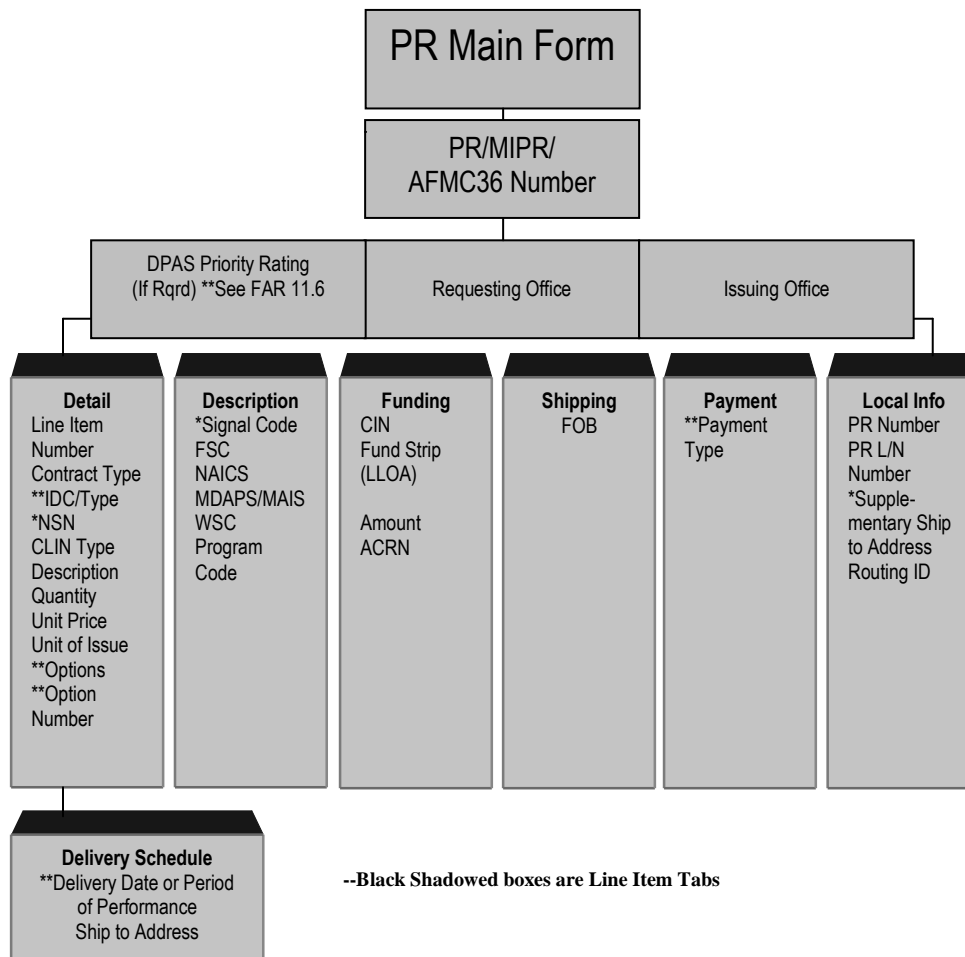 PR Main Form
PR/MIPR/
AFMC36 Number
DPAS Priority Rating
(If Rqrd) **See FAR 11.6
Requesting Office
Issuing Office
Detail
Line Item
Number
Contract Type
**IDC/Type
*NSN
CLIN Type
Description
Quantity
Unit Price
Unit of Issue
**Options
**Option
Number
Description
*Signal Code
FSC
NAICS
MDAPS/MAIS
WSC
Program
Code
Funding
CIN
Fund Strip
(LLOA)
Amount
ACRN
Shipping
FOB
Payment
**Payment
Type
Local Info
PR Number
PR L/N
Number
*Supple-
mentary Ship
to Address
Routing ID
Delivery Schedule
**Delivery Date or Period
of Performance
Ship to Address
--Black Shadowed boxes are Line Item Tabs